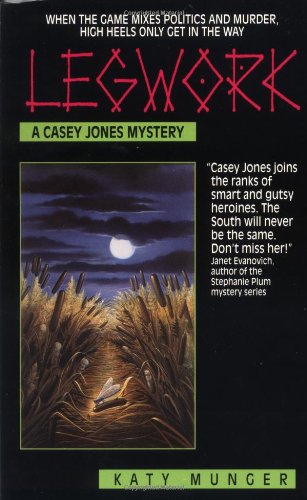 WHEN THE GAME MIXES POLITICS AND MURDER,
HIGH HEELS ONLY GET IN THE WAY
LEGWORK
A CASEY JONES MYSTERY
“Casey Jones joins
the ranks of
smart and gutsy
heroines. The
South will never
be the same.
Don't miss her!”
Janet Evanovich,
author of the
Stephanie Plum
mystery series
KATY MUNGER